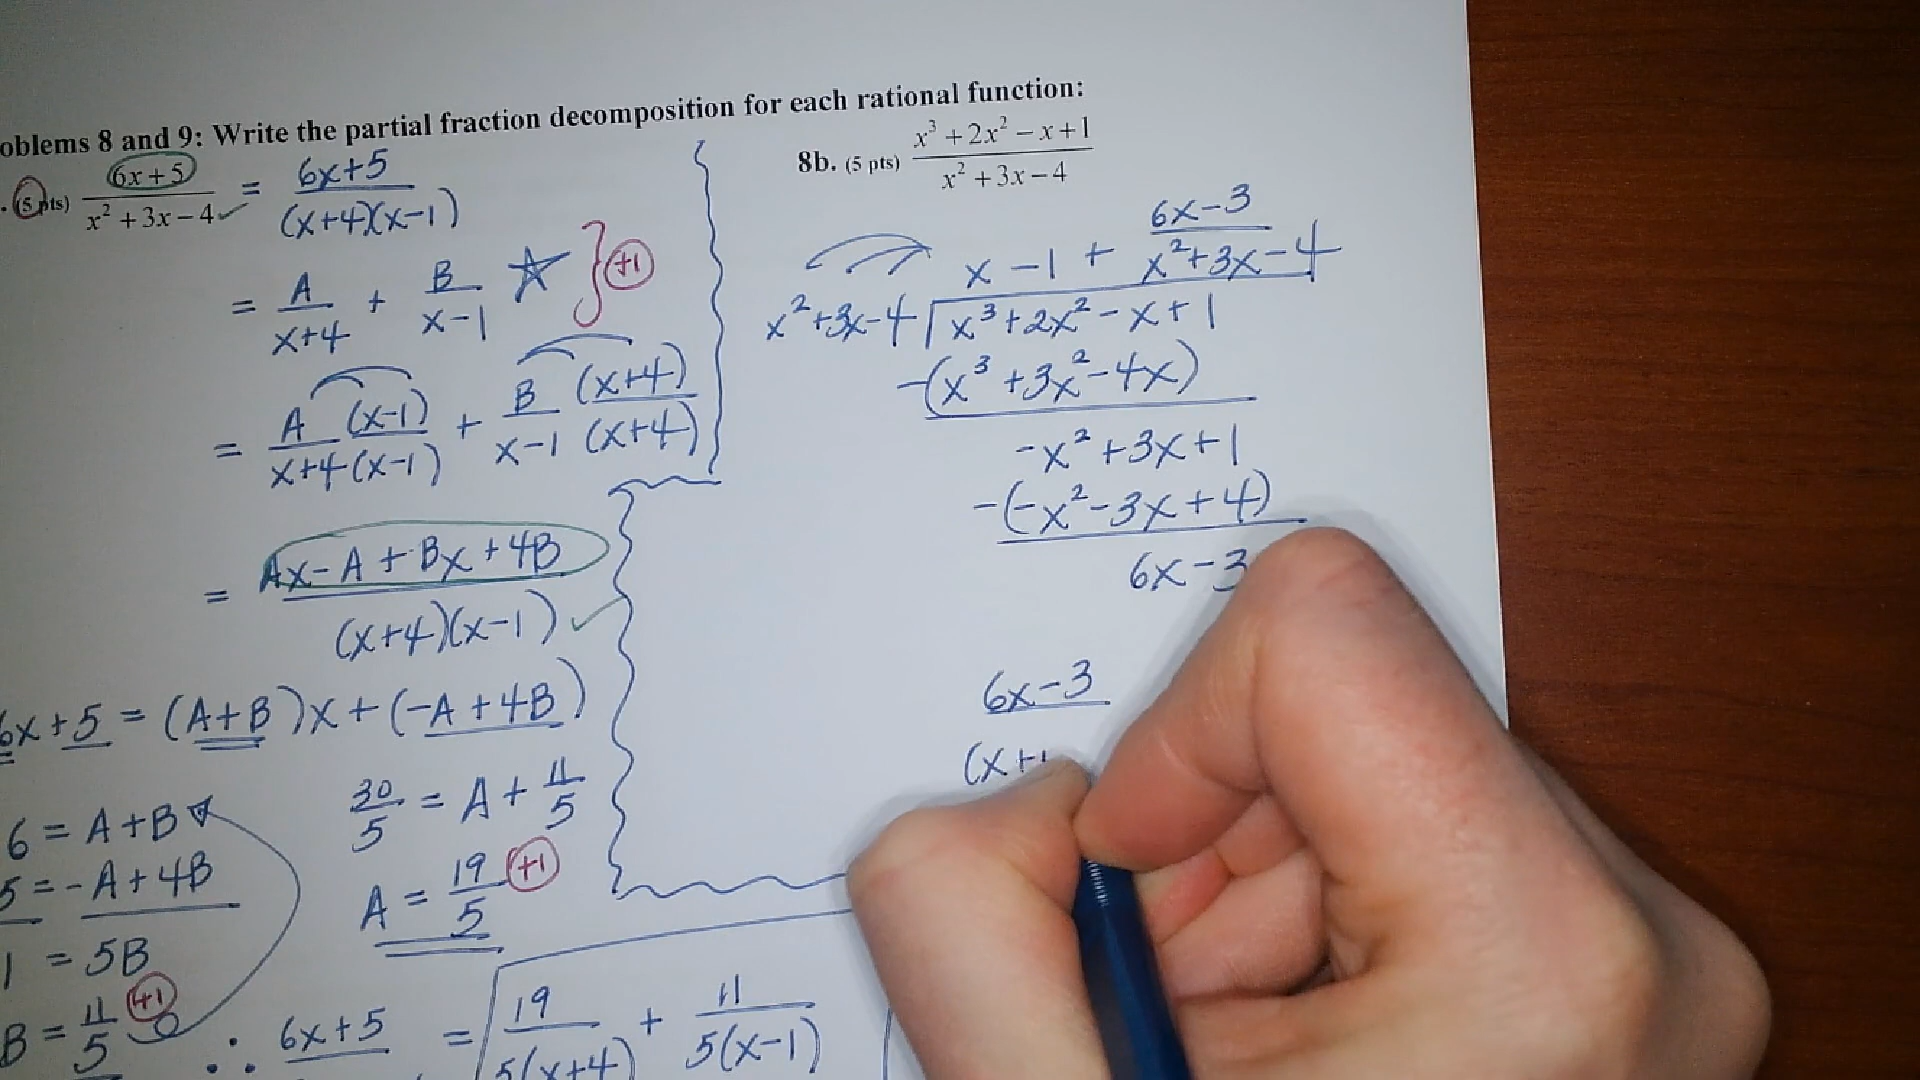 oblems 8 and 9: Write the partial fraction decomposition for each rational function:
. (5 pts) (6x+5)/(x² + 3x – 4) ✓ = (6x+5)/((x+4)(x-1))
= A/(x+4) + B/(x-1) ☆ } +1
= A(x-1)/(x+4(x-1)) + B(x+4)/(x-1(x+4))
= (Ax-A+Bx+4B)/((x+4)(x-1)) ✓
6x+5 = (A+B)x+(-A+4B)
6 = A+B
5 = -A+4B
1 = 5B
B = 11/5 +1
30/5 = A + 11/5
A = 19/5 +1
∴ 6x+5 = 19/(5(x+4)) + 11/(5(x-1))
8b. (5 pts) (x³ + 2x² – x + 1)/(x² + 3x – 4)
x - 1 + (6x-3)/(x²+3x-4)
x²+3x-4 x³+2x²-x+1
-(x³+3x²-4x)
-x²+3x+1
-(-x²-3x+4)
6x-3
6x-3
(x+